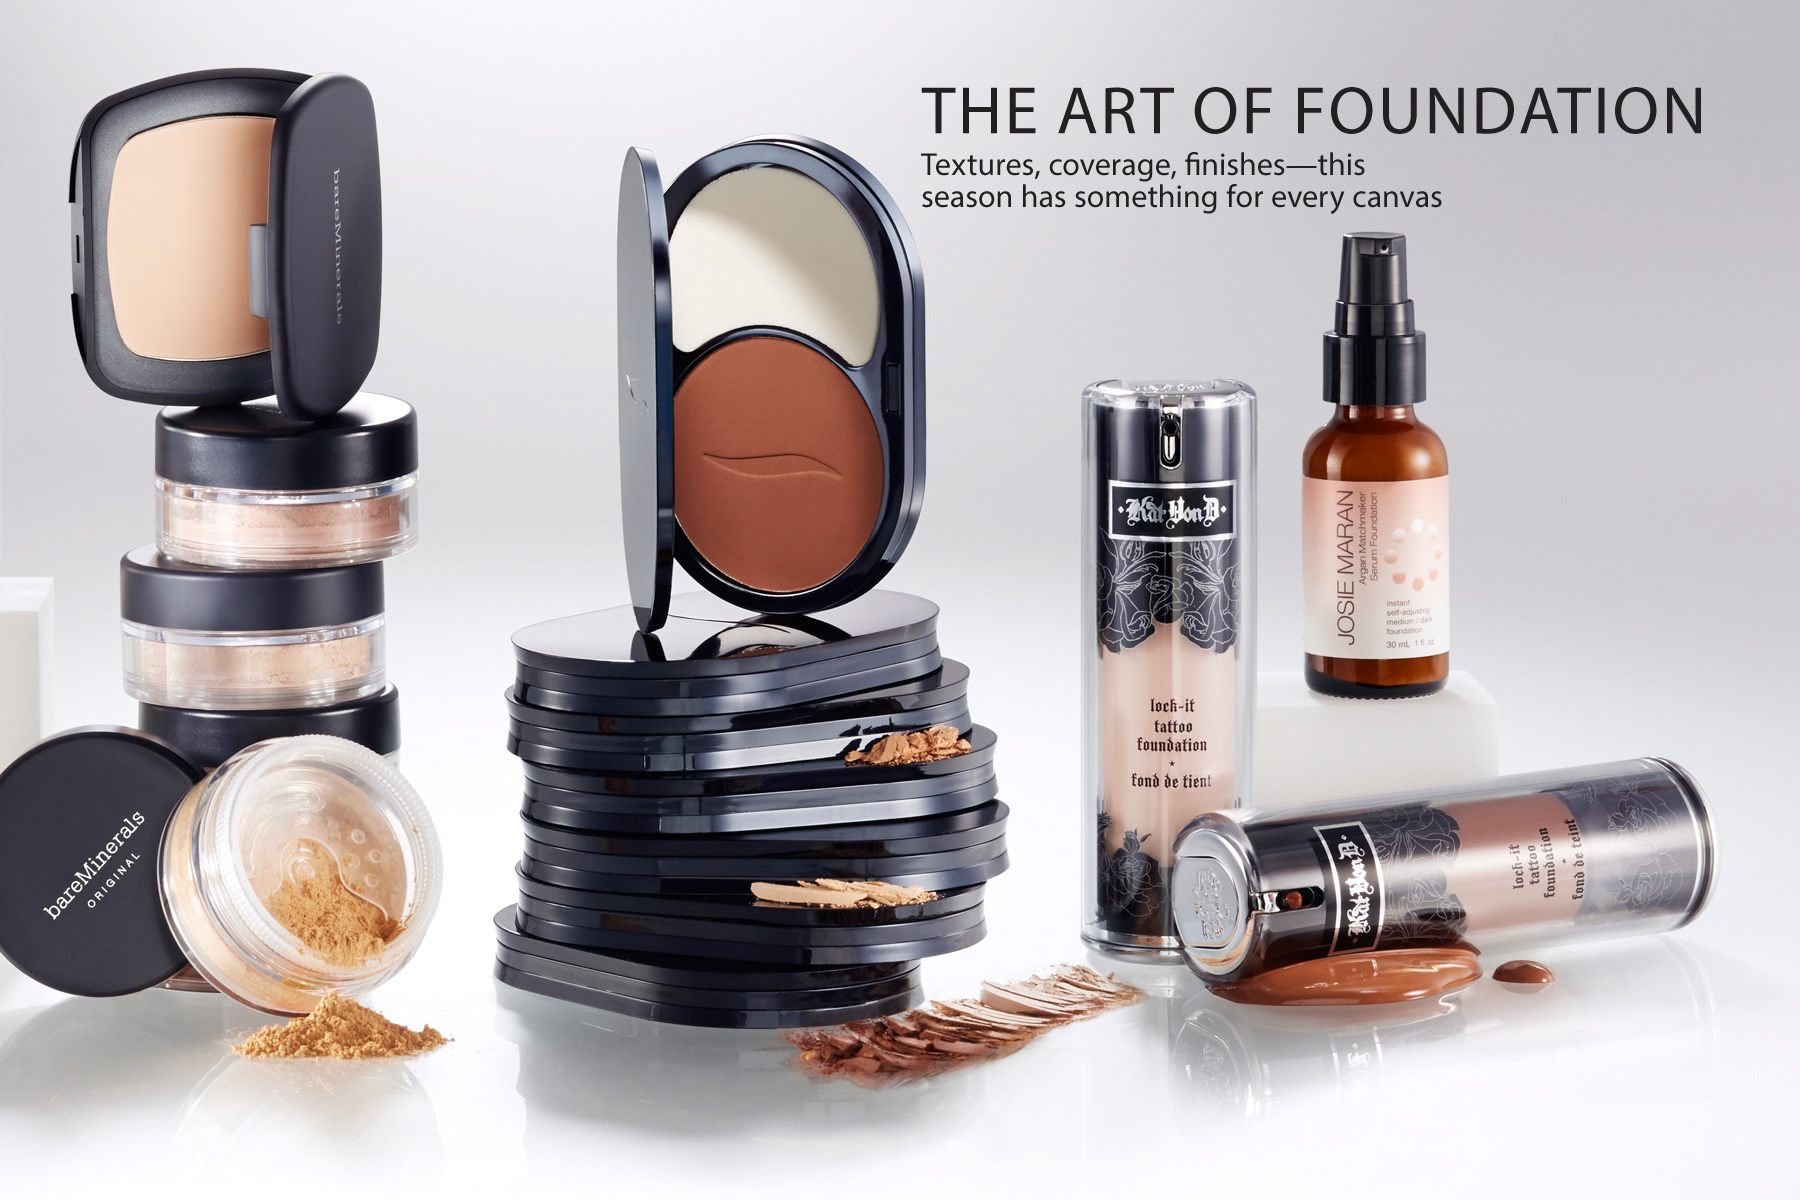 THE ART OF FOUNDATION
Textures, coverage, finishes—this
season has something for every canvas
bareMinerals
bareMinerals
ORIGINAL
Kat Von D
lock-it
tattoo
foundation
fond de tient
JOSIE MARAN
Argan Matchmaker
Serum Foundation
instant
self-adjusting
medium / dark
foundation
30 mL 1 fl. oz
Kat Von D
lock-it
tattoo
foundation
fond de teint